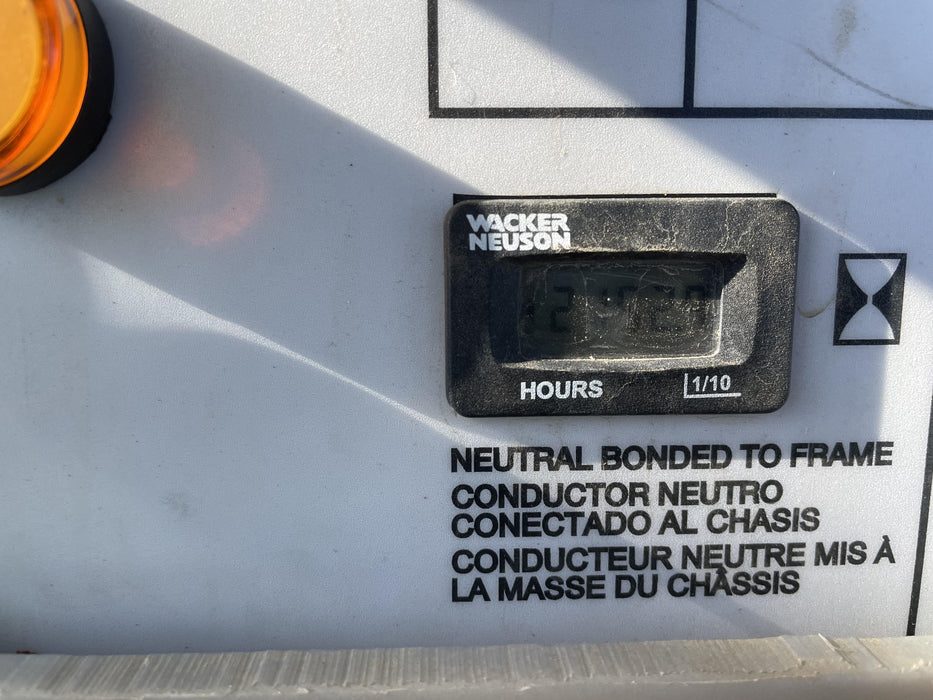 WACKER
NEUSON
HOURS
1/10
NEUTRAL BONDED TO FRAME
CONDUCTOR NEUTRO
CONECTADO AL CHASIS
CONDUCTEUR NEUTRE MIS À
LA MASSE DU CHÂSSIS